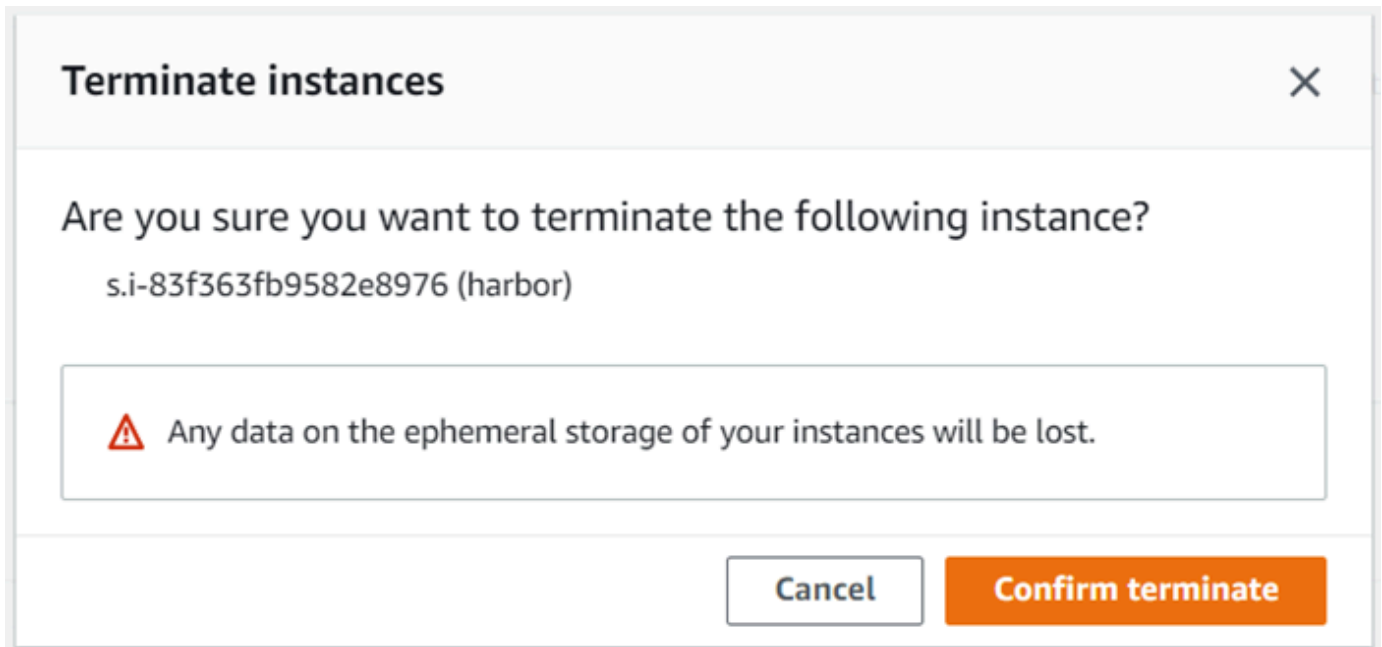 Terminate instances
Are you sure you want to terminate the following instance?
s.i-83f363fb9582e8976 (harbor)
Any data on the ephemeral storage of your instances will be lost.
Cancel
Confirm terminate